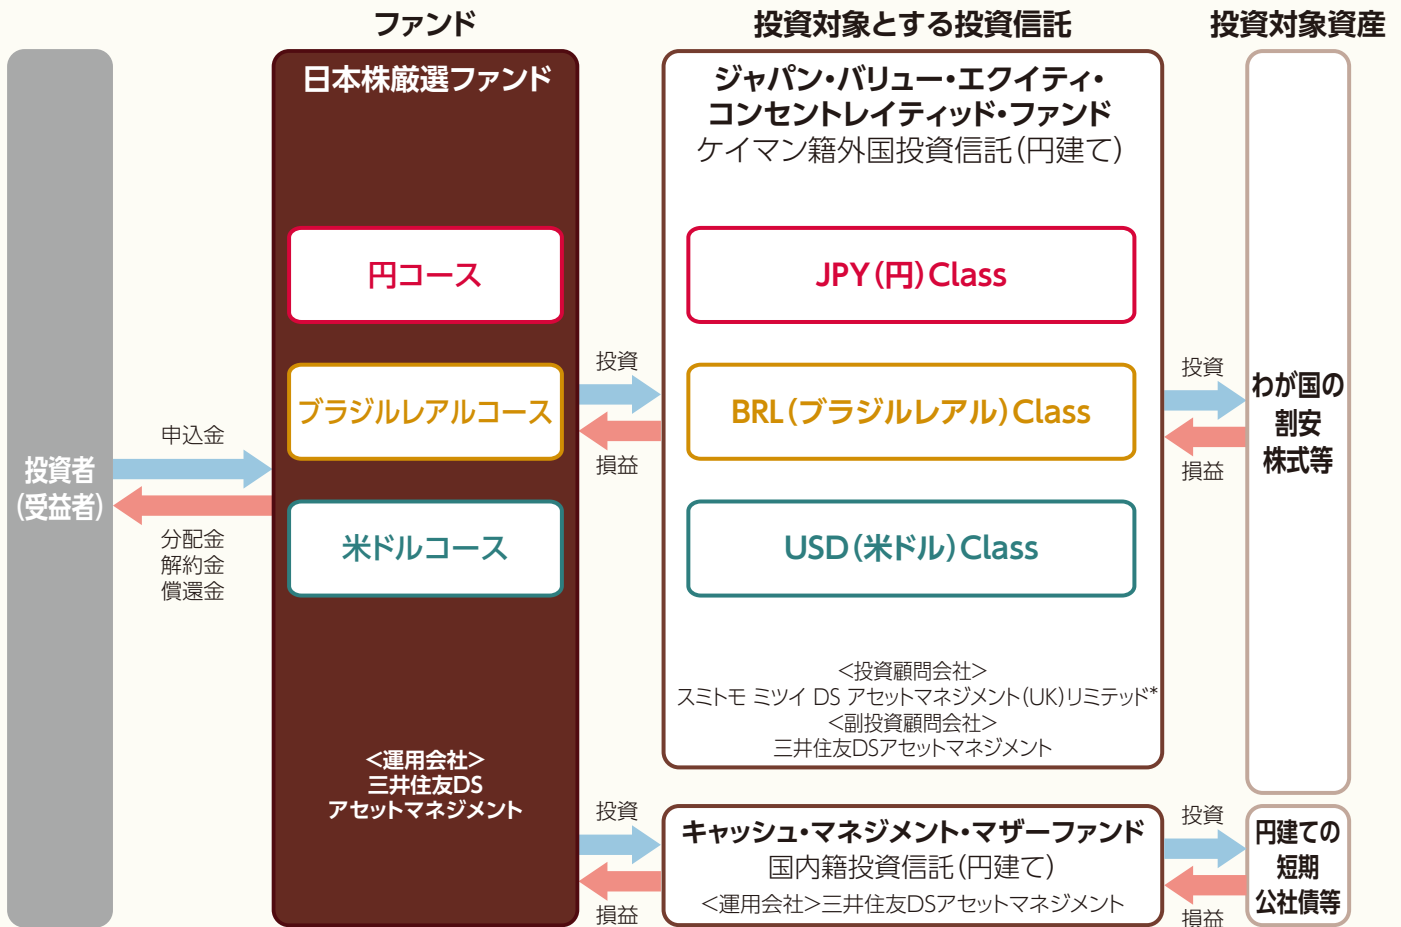 ファンド
投資対象とする投資信託
投資対象資産
投資者
(受益者)
申込金
分配金
解約金
償還金
日本株厳選ファンド
円コース
ブラジルレアルコース
米ドルコース
<運用会社>
三井住友DS
アセットマネジメント
投資
損益
投資
損益
ジャパン・バリュー・エクイティ・
コンセントレイティッド・ファンド
ケイマン籍外国投資信託(円建て)
JPY(円)Class
BRL(ブラジルレアル)Class
USD(米ドル)Class
<投資顧問会社>
スミトモ ミツイ DS アセットマネジメント(UK)リミテッド*
<副投資顧問会社>
三井住友DSアセットマネジメント
キャッシュ・マネジメント・マザーファンド
国内籍投資信託(円建て)
<運用会社>三井住友DSアセットマネジメント
投資
損益
投資
損益
わが国の
割安
株式等
円建ての
短期
公社債等